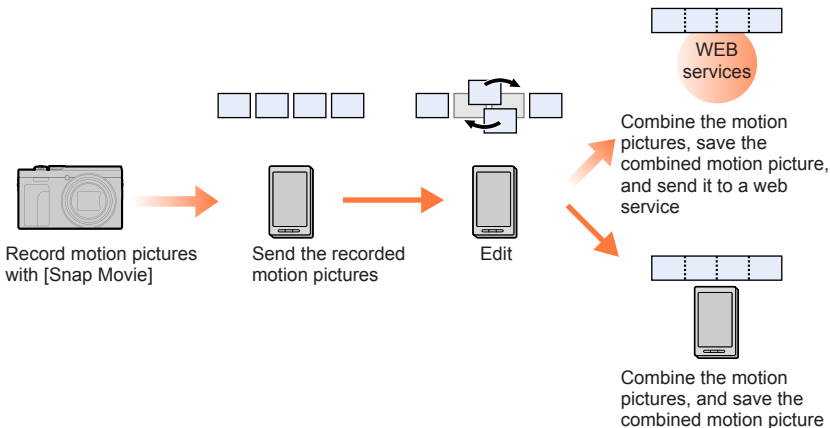 WEB
services
Combine the motion
pictures, save the
combined motion picture,
and send it to a web
service
Record motion pictures
with [Snap Movie]
Send the recorded
motion pictures
Edit
Combine the motion
pictures, and save the
combined motion picture